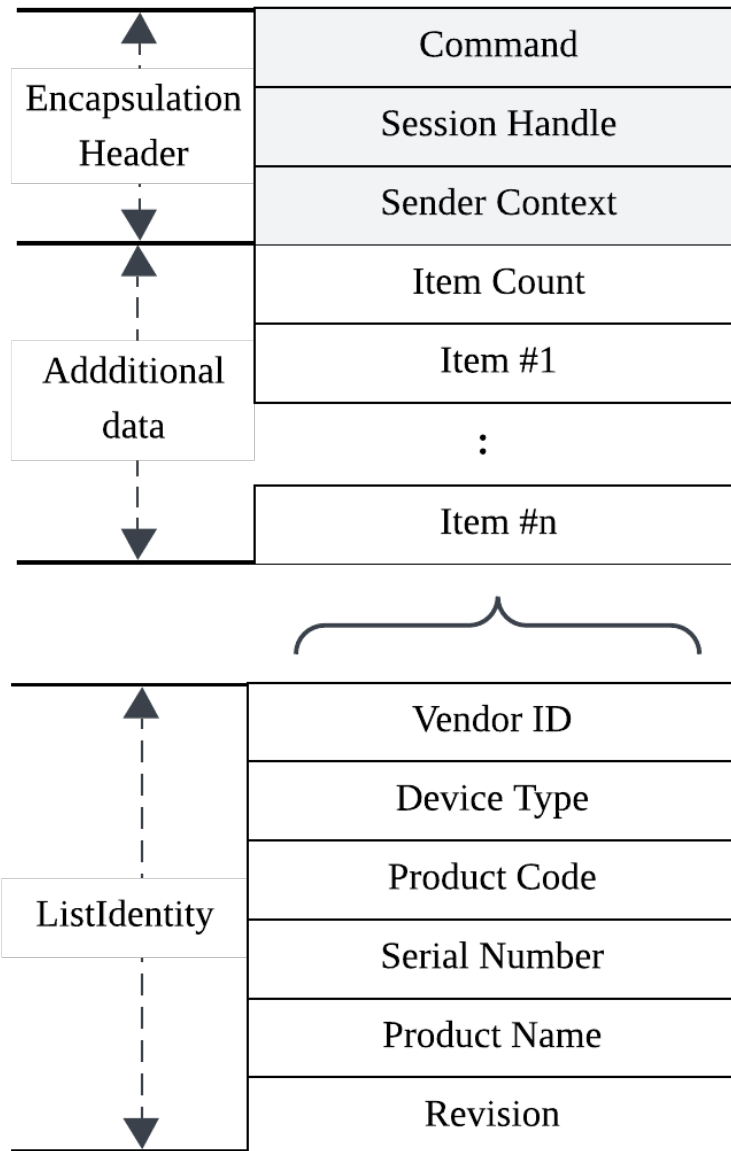 Command
Encapsulation
Header
Session Handle
Sender Context
Item Count
Addditional
data
Item #1
:
Item #n
Vendor ID
Device Type
Product Code
ListIdentity
Serial Number
Product Name
Revision